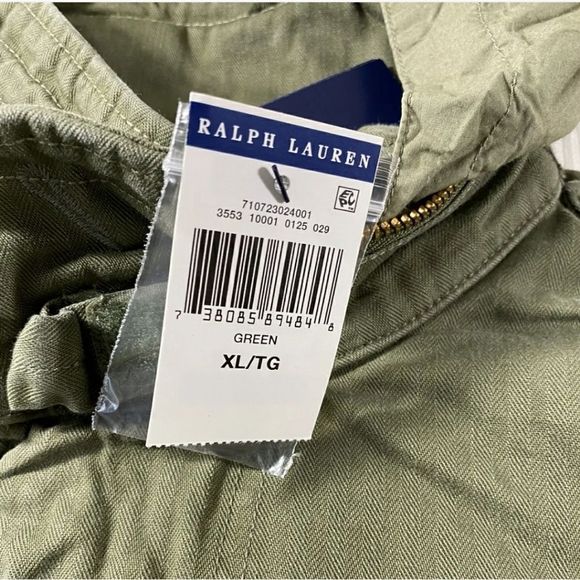 RALPH LAUREN
710723024001
3553 10001 0125 029
7 38085 89484 8
GREEN
XL/TG